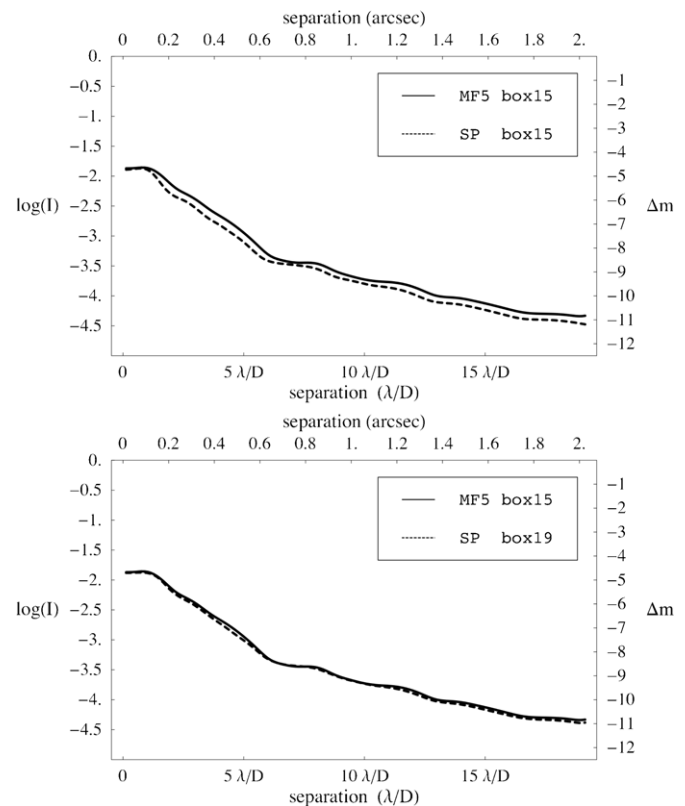 separation (arcsec)
0 0.2 0.4 0.6 0.8 1. 1.2 1.4 1.6 1.8 2.
0.
−0.5
−1.
−1.5
−2.
−2.5
−3.
−3.5
−4.
−4.5
log(I)
MF5 box15
SP box15
−1
−2
−3
−4
−5
−6
−7
−8
−9
−10
−11
−12
Δm
0 5 λ/D 10 λ/D 15 λ/D
separation (λ/D)
separation (arcsec)
0 0.2 0.4 0.6 0.8 1. 1.2 1.4 1.6 1.8 2.
0.
−0.5
−1.
−1.5
−2.
−2.5
−3.
−3.5
−4.
−4.5
log(I)
MF5 box15
SP box19
−1
−2
−3
−4
−5
−6
−7
−8
−9
−10
−11
−12
Δm
0 5 λ/D 10 λ/D 15 λ/D
separation (λ/D)